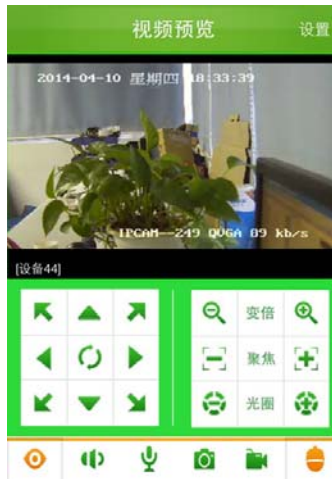 视频预览
设置
2014-04-10 星期四 18:33:39
IPCAM--Z49 QVGA 89 kb/s
[设备44]
变倍
聚焦
光圈